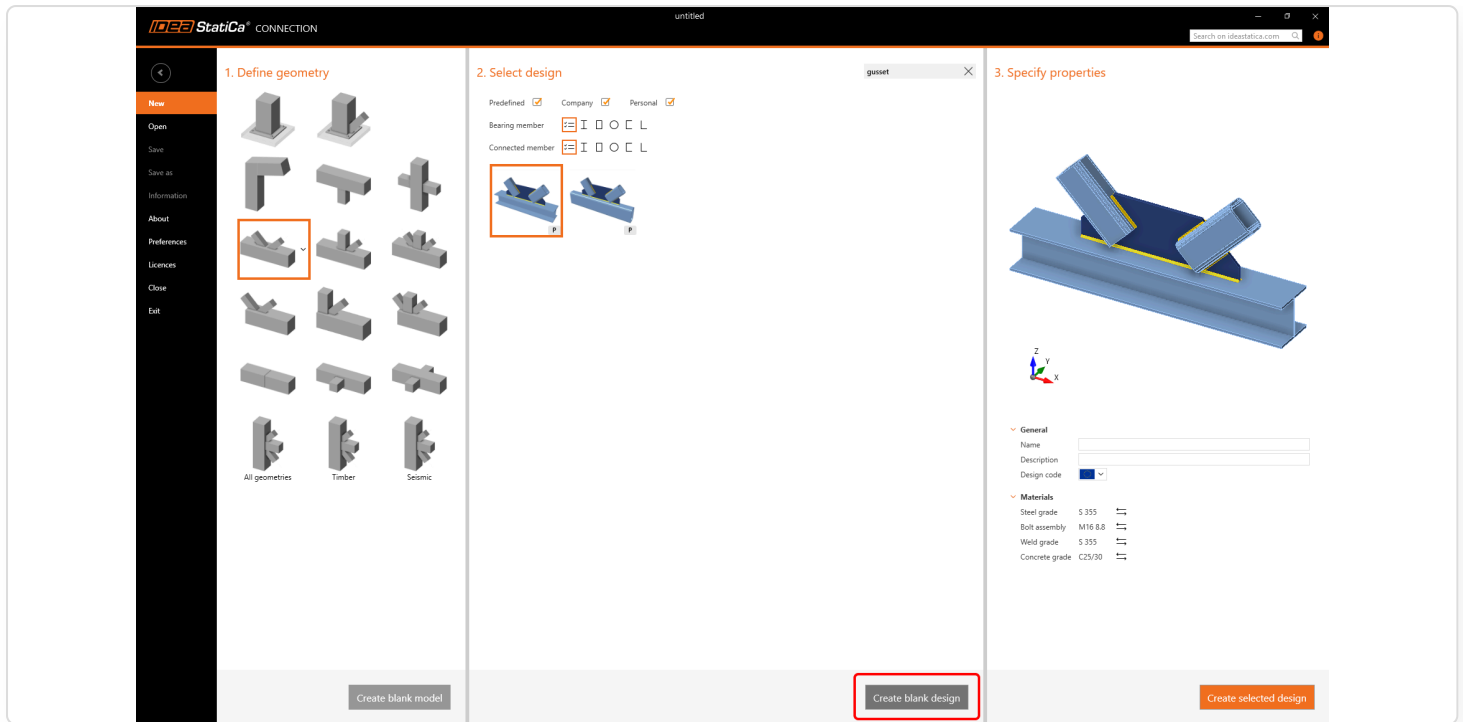 untitled
IDEA StatiCa® CONNECTION
Search on ideastatica.com
1. Define geometry
2. Select design
gusset
3. Specify properties
New
Open
Save
Save as
Information
About
Preferences
Licences
Close
Exit
Predefined
Company
Personal
Bearing member
Connected member
P
P
All geometries
Timber
Seismic
Z
Y
X
General
Name
Description
Design code
Materials
Steel grade S 355
Bolt assembly M16 8.8
Weld grade S 355
Concrete grade C25/30
Create blank model
Create blank design
Create selected design